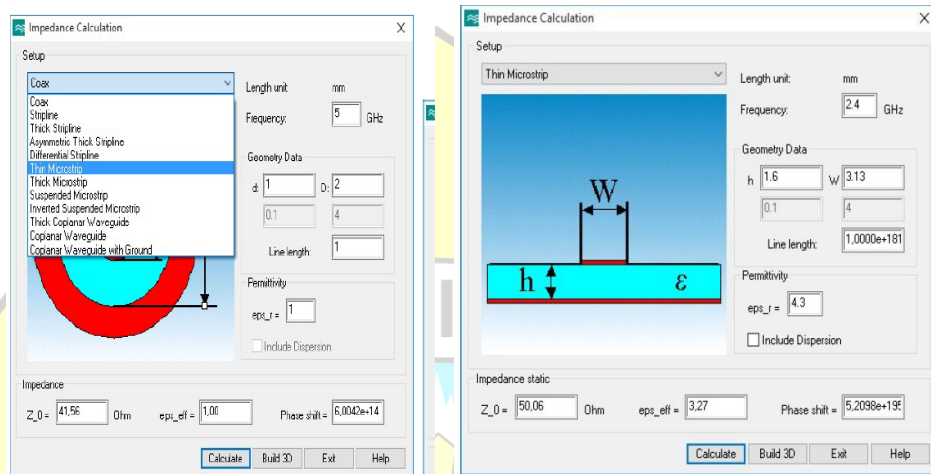 Impedance Calculation
Setup
Coax
Coax
Stripline
Thick Stripline
Asymmetric Thick Stripline
Differential Stripline
Thin Microstrip
Thick Microstrip
Suspended Microstrip
Inverted Suspended Microstrip
Thick Coplanar Waveguide
Coplanar Waveguide
Coplanar Waveguide with Ground
Length unit: mm
Frequency: 5 GHz
Geometry Data
d: 1 D: 2
0.1 4
Line length: 1
Permittivity
eps_r = 1
Include Dispersion
Impedance
Z_0 = 41,56 Ohm eps_eff = 1,00 Phase shift = 6,0042e+14
Calculate Build 3D Exit Help
Impedance Calculation
Setup
Thin Microstrip
W
h ε
Length unit: mm
Frequency: 2.4 GHz
Geometry Data
h 1.6 W 3.13
0.1 4
Line length: 1,0000e+181
Permittivity
eps_r = 4.3
Include Dispersion
Impedance static
Z_0 = 50,06 Ohm eps_eff = 3,27 Phase shift = 5,2098e+195
Calculate Build 3D Exit Help